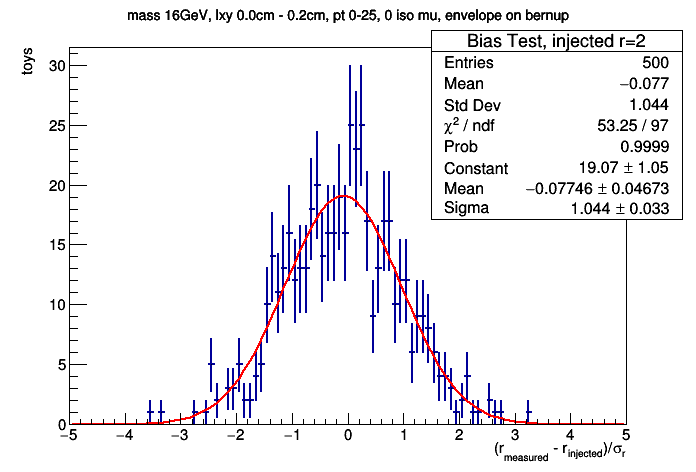 mass 16GeV, lxy 0.0cm - 0.2cm, pt 0-25, 0 iso mu, envelope on bernup
toys
Bias Test, injected r=2
Entries 500
Mean −0.077
Std Dev 1.044
χ² / ndf 53.25 / 97
Prob 0.9999
Constant 19.07 ± 1.05
Mean −0.07746 ± 0.04673
Sigma 1.044 ± 0.033
30
25
20
15
10
5
0
−5 −4 −3 −2 −1 0 1 2 3 4 5
(r_measured - r_injected)/σ_r